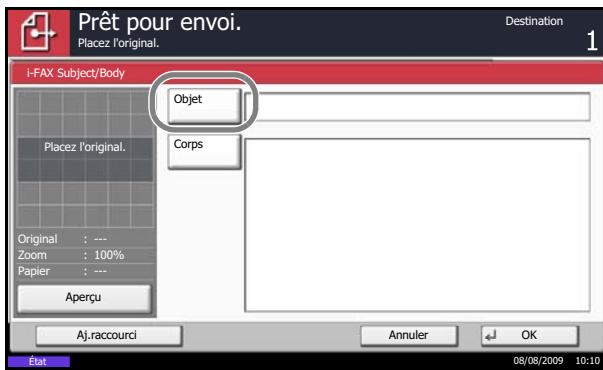 Prêt pour envoi.
Placez l'original.
Destination
1
i-FAX Subject/Body
Objet
Placez l'original.
Corps
Original : ---
Zoom : 100%
Papier : ---
Aperçu
Aj.raccourci
Annuler
OK
État
08/08/2009 10:10